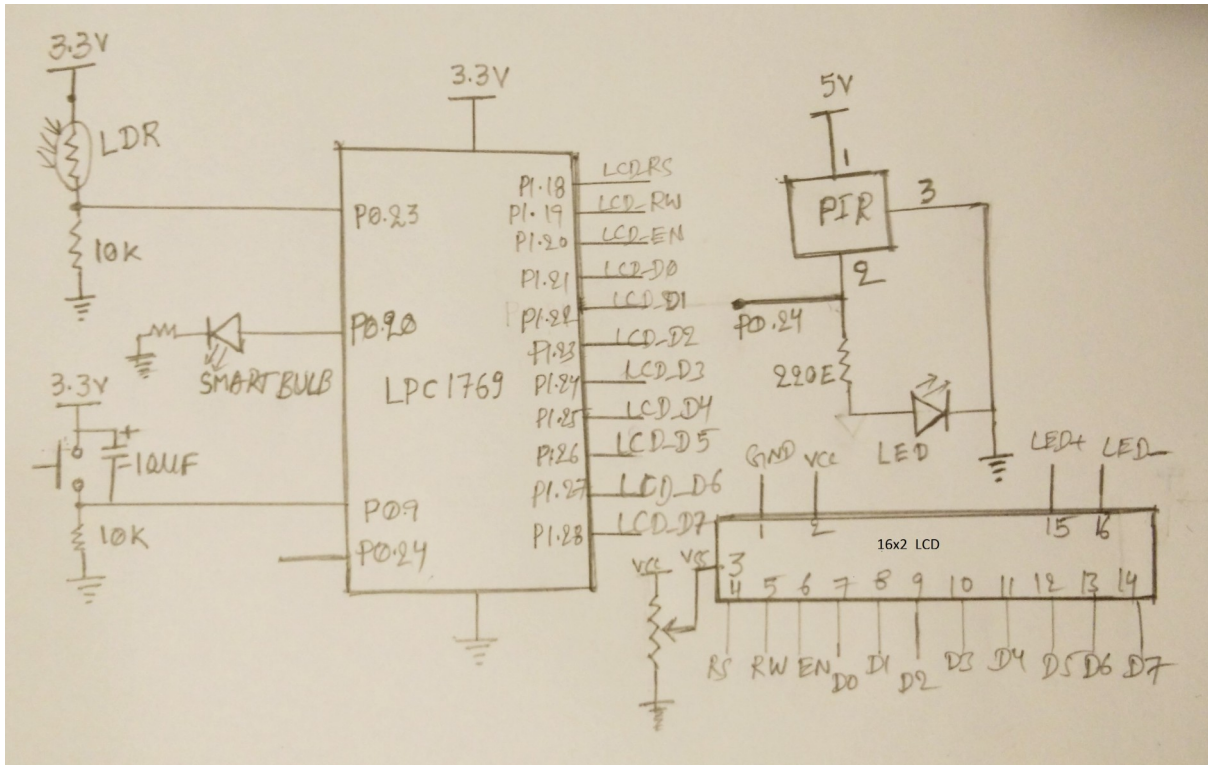 3.3V
LDR
10K
SMART BULB
3.3V
+
10UF
10K
3.3V
P0.23
P0.20
LPC1769
P0.9
P0.24
P1.18 LCD_RS
P1.19 LCD_RW
P1.20 LCD_EN
P1.21 LCD_D0
P1.22 LCD_D1
P1.23 LCD_D2
P1.24 LCD_D3
P1.25 LCD_D4
P1.26 LCD_D5
P1.27 LCD_D6
P1.28 LCD_D7
5V
1
PIR
3
2
P0.24
220E
LED
GND VCC LED+ LED-
1 2 15 16
16x2 LCD
VCC VCC 3
4 5 6 7 8 9 10 11 12 13 14
RS RW EN D0 D1 D2 D3 D4 D5 D6 D7